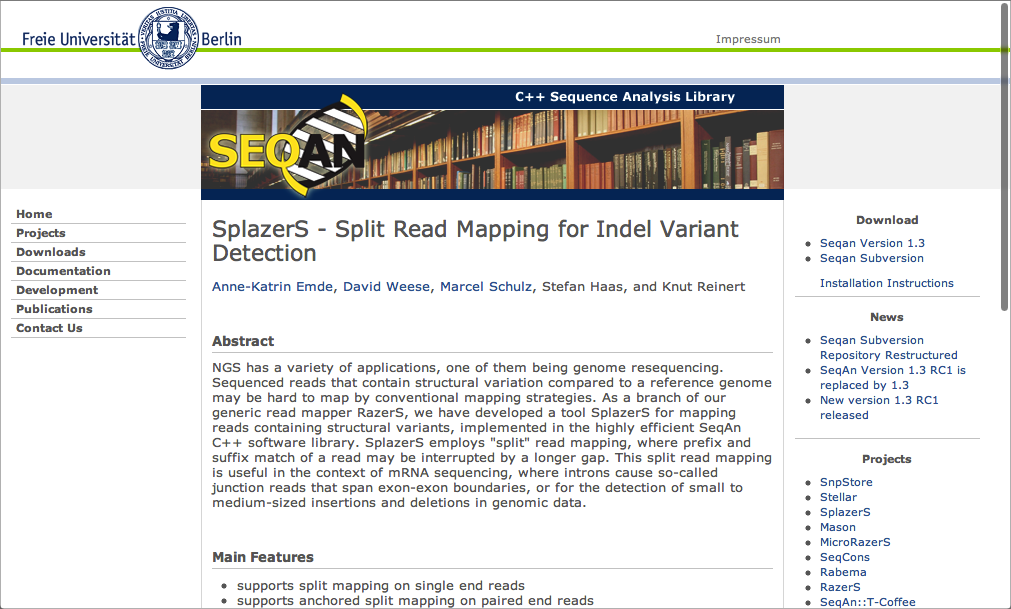 Freie Universität Berlin
Impressum
C++ Sequence Analysis Library
SEQAN
Home
Projects
Downloads
Documentation
Development
Publications
Contact Us
SplazerS - Split Read Mapping for Indel Variant
Detection
Anne-Katrin Emde, David Weese, Marcel Schulz, Stefan Haas, and Knut Reinert
Abstract
NGS has a variety of applications, one of them being genome resequencing.
Sequenced reads that contain structural variation compared to a reference genome
may be hard to map by conventional mapping strategies. As a branch of our
generic read mapper RazerS, we have developed a tool SplazerS for mapping
reads containing structural variants, implemented in the highly efficient SeqAn
C++ software library. SplazerS employs "split" read mapping, where prefix and
suffix match of a read may be interrupted by a longer gap. This split read mapping
is useful in the context of mRNA sequencing, where introns cause so-called
junction reads that span exon-exon boundaries, or for the detection of small to
medium-sized insertions and deletions in genomic data.
Main Features
• supports split mapping on single end reads
• supports anchored split mapping on paired end reads
Download
• Seqan Version 1.3
• Seqan Subversion
Installation Instructions
News
• Seqan Subversion
Repository Restructured
• SeqAn Version 1.3 RC1 is
replaced by 1.3
• New version 1.3 RC1
released
Projects
• SnpStore
• Stellar
• SplazerS
• Mason
• MicroRazerS
• SeqCons
• Rabema
• RazerS
• SeqAn::T-Coffee